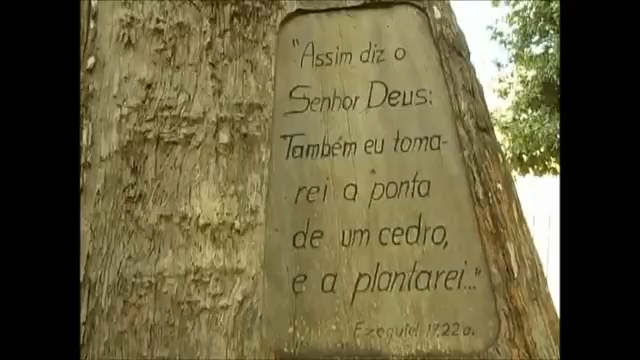 "Assim diz o
Senhor Deus:
Também eu toma-
rei a ponta
de um cedro,
e a plantarei..."
Ezequiel 17.22a.